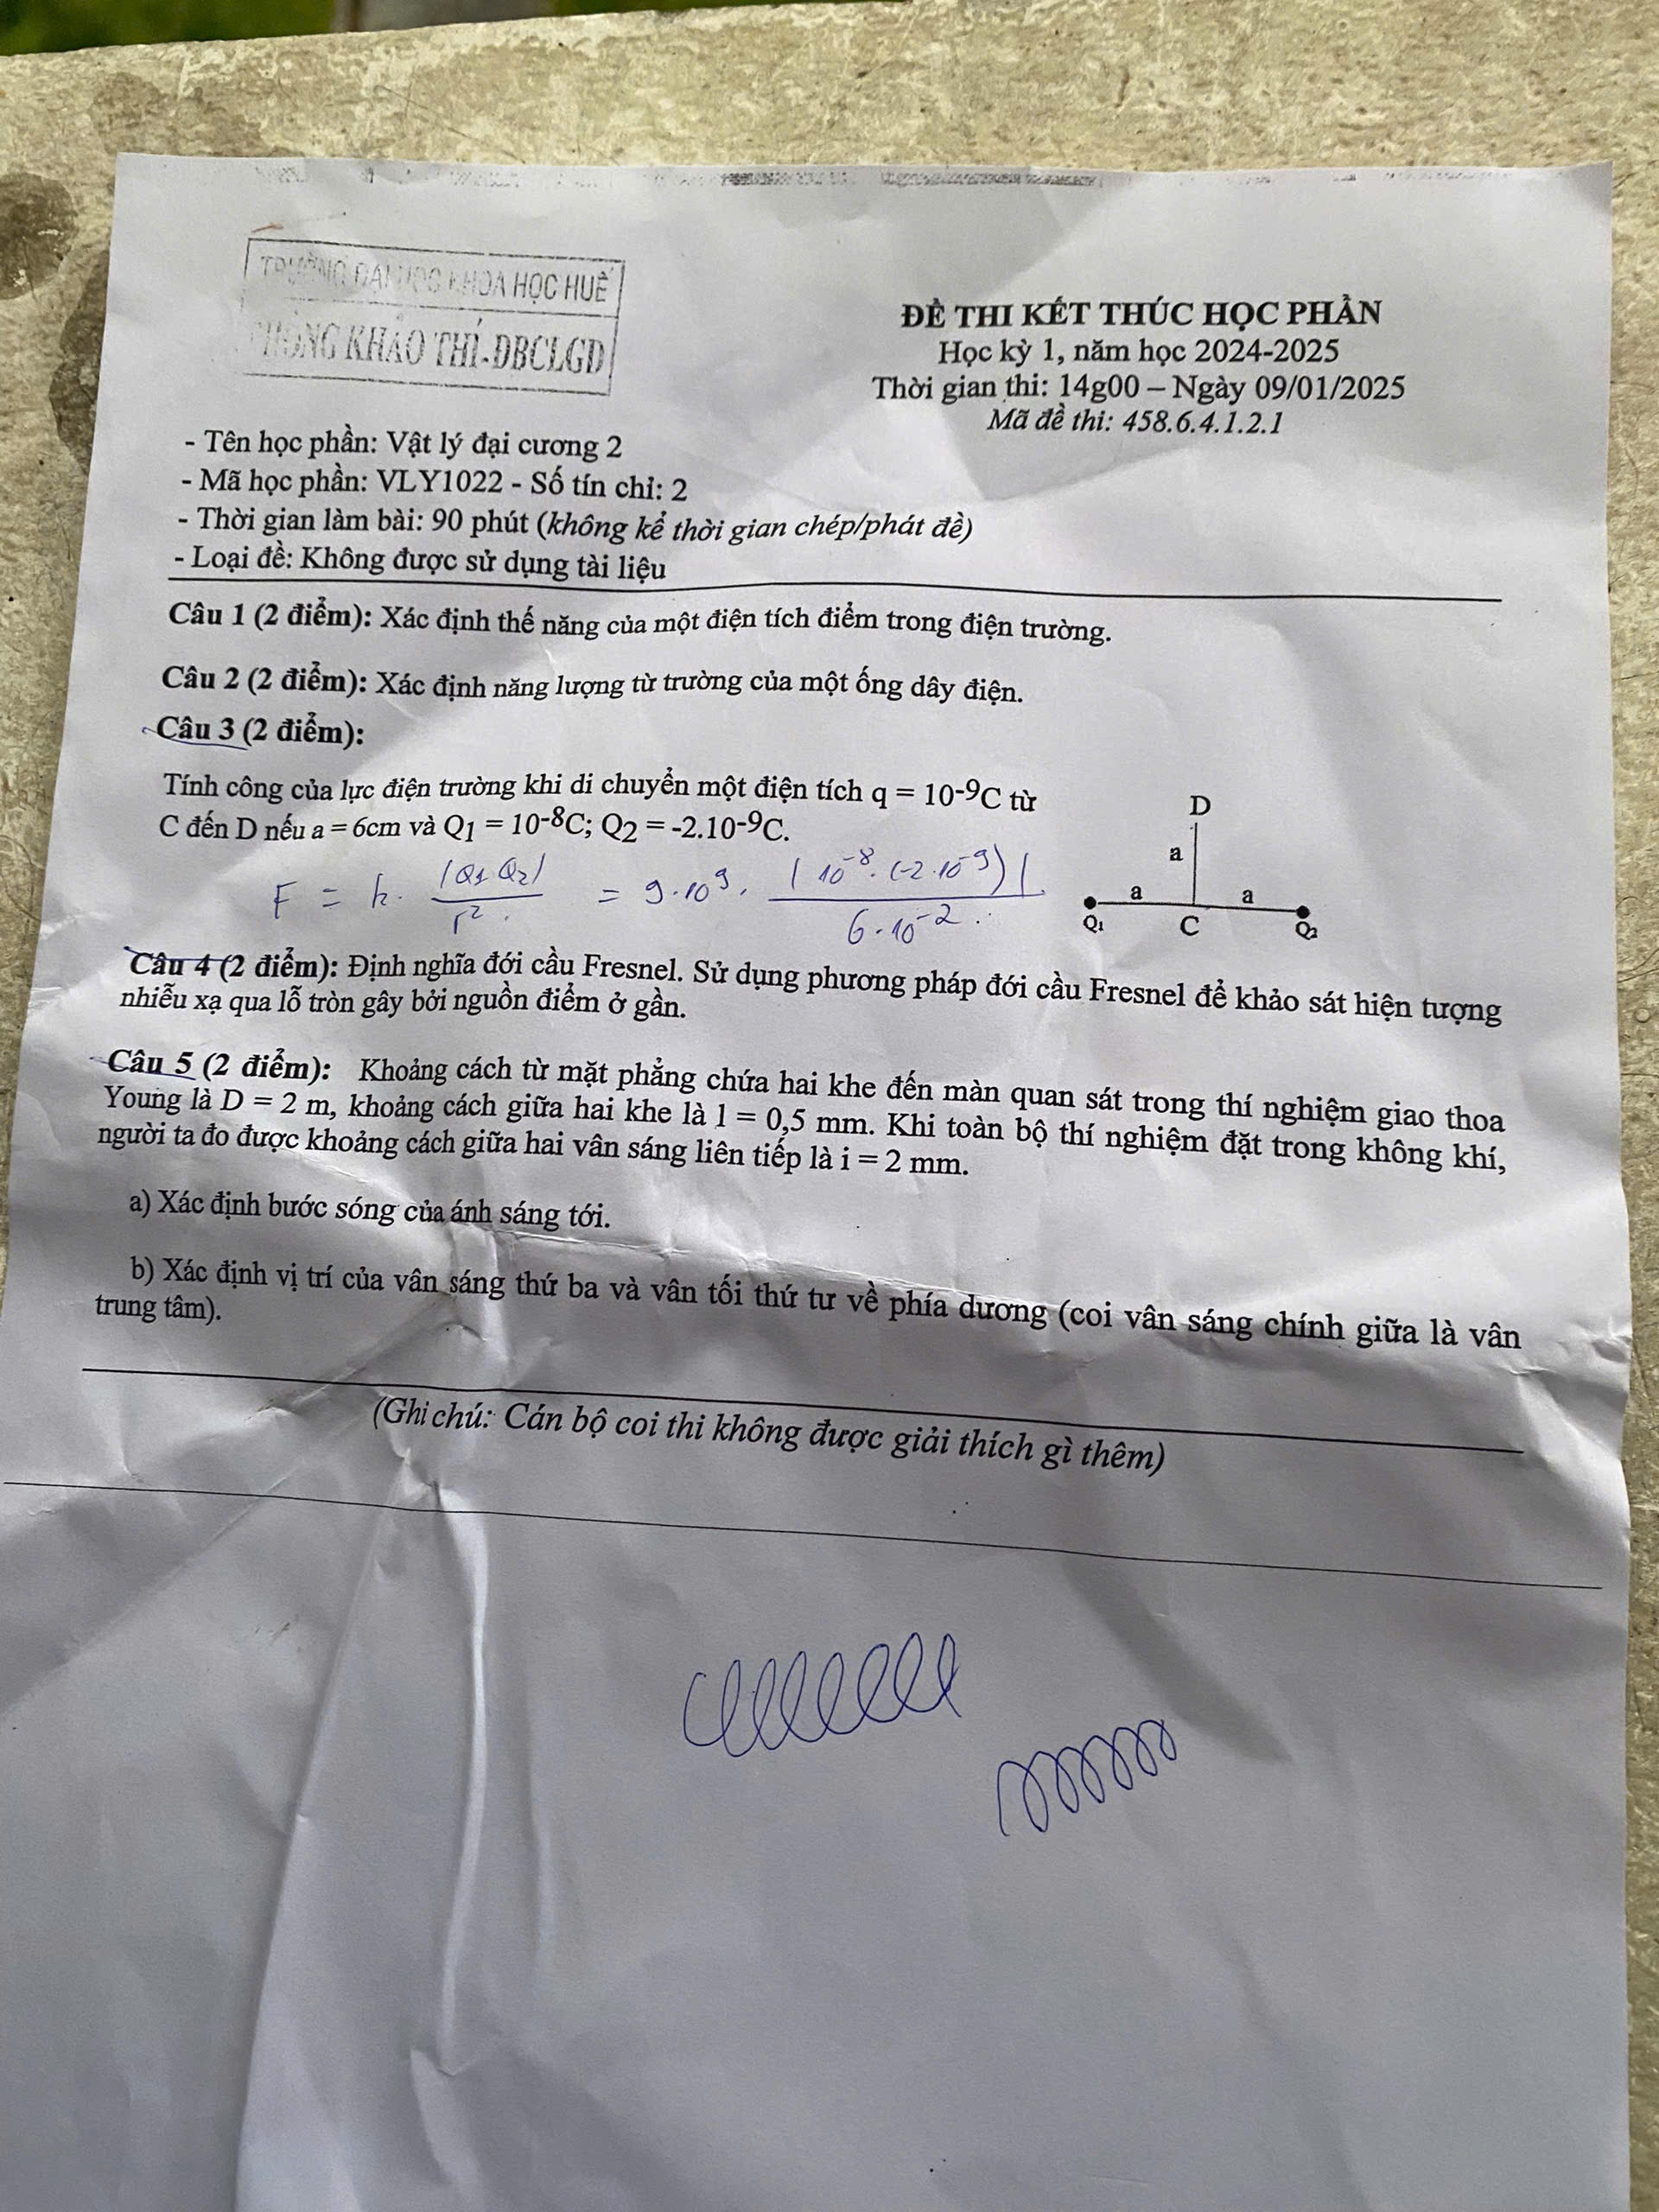 TRƯỜNG ĐẠI HỌC KHOA HỌC HUẾ
PHÒNG KHẢO THÍ-ĐBCLGD
ĐỀ THI KẾT THÚC HỌC PHẦN
Học kỳ 1, năm học 2024-2025
Thời gian thi: 14g00 – Ngày 09/01/2025
Mã đề thi: 458.6.4.1.2.1
- Tên học phần: Vật lý đại cương 2
- Mã học phần: VLY1022 - Số tín chỉ: 2
- Thời gian làm bài: 90 phút (không kể thời gian chép/phát đề)
- Loại đề: Không được sử dụng tài liệu
Câu 1 (2 điểm): Xác định thế năng của một điện tích điểm trong điện trường.
Câu 2 (2 điểm): Xác định năng lượng từ trường của một ống dây điện.
Câu 3 (2 điểm):
Tính công của lực điện trường khi di chuyển một điện tích q = 10⁻⁹C từ
C đến D nếu a = 6cm và Q₁ = 10⁻⁸C; Q₂ = -2.10⁻⁹C.
D
a
a
a
Q₁
C
Q₂
F = k. |Q₁ Q₂| / r². = 9.10⁹. |10⁻⁸.(-2.10⁻⁹)| / 6.10⁻².
Câu 4 (2 điểm): Định nghĩa đới cầu Fresnel. Sử dụng phương pháp đới cầu Fresnel để khảo sát hiện tượng
nhiễu xạ qua lỗ tròn gây bởi nguồn điểm ở gần.
Câu 5 (2 điểm): Khoảng cách từ mặt phẳng chứa hai khe đến màn quan sát trong thí nghiệm giao thoa
Young là D = 2 m, khoảng cách giữa hai khe là l = 0,5 mm. Khi toàn bộ thí nghiệm đặt trong không khí,
người ta đo được khoảng cách giữa hai vân sáng liên tiếp là i = 2 mm.
a) Xác định bước sóng của ánh sáng tới.
b) Xác định vị trí của vân sáng thứ ba và vân tối thứ tư về phía dương (coi vân sáng chính giữa là vân
trung tâm).
(Ghi chú: Cán bộ coi thi không được giải thích gì thêm)